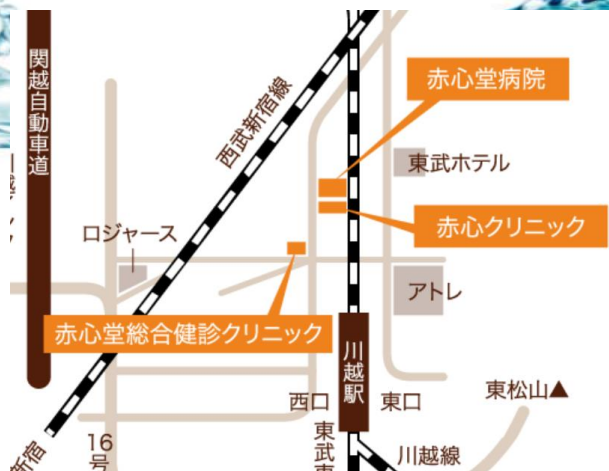 関越自動車道
西武新宿線
赤心堂病院
東武ホテル
ロジャース
赤心クリニック
アトレ
赤心堂総合健診クリニック
川越駅
西口
東口
東松山▲
新宿
16号
東武東
川越線